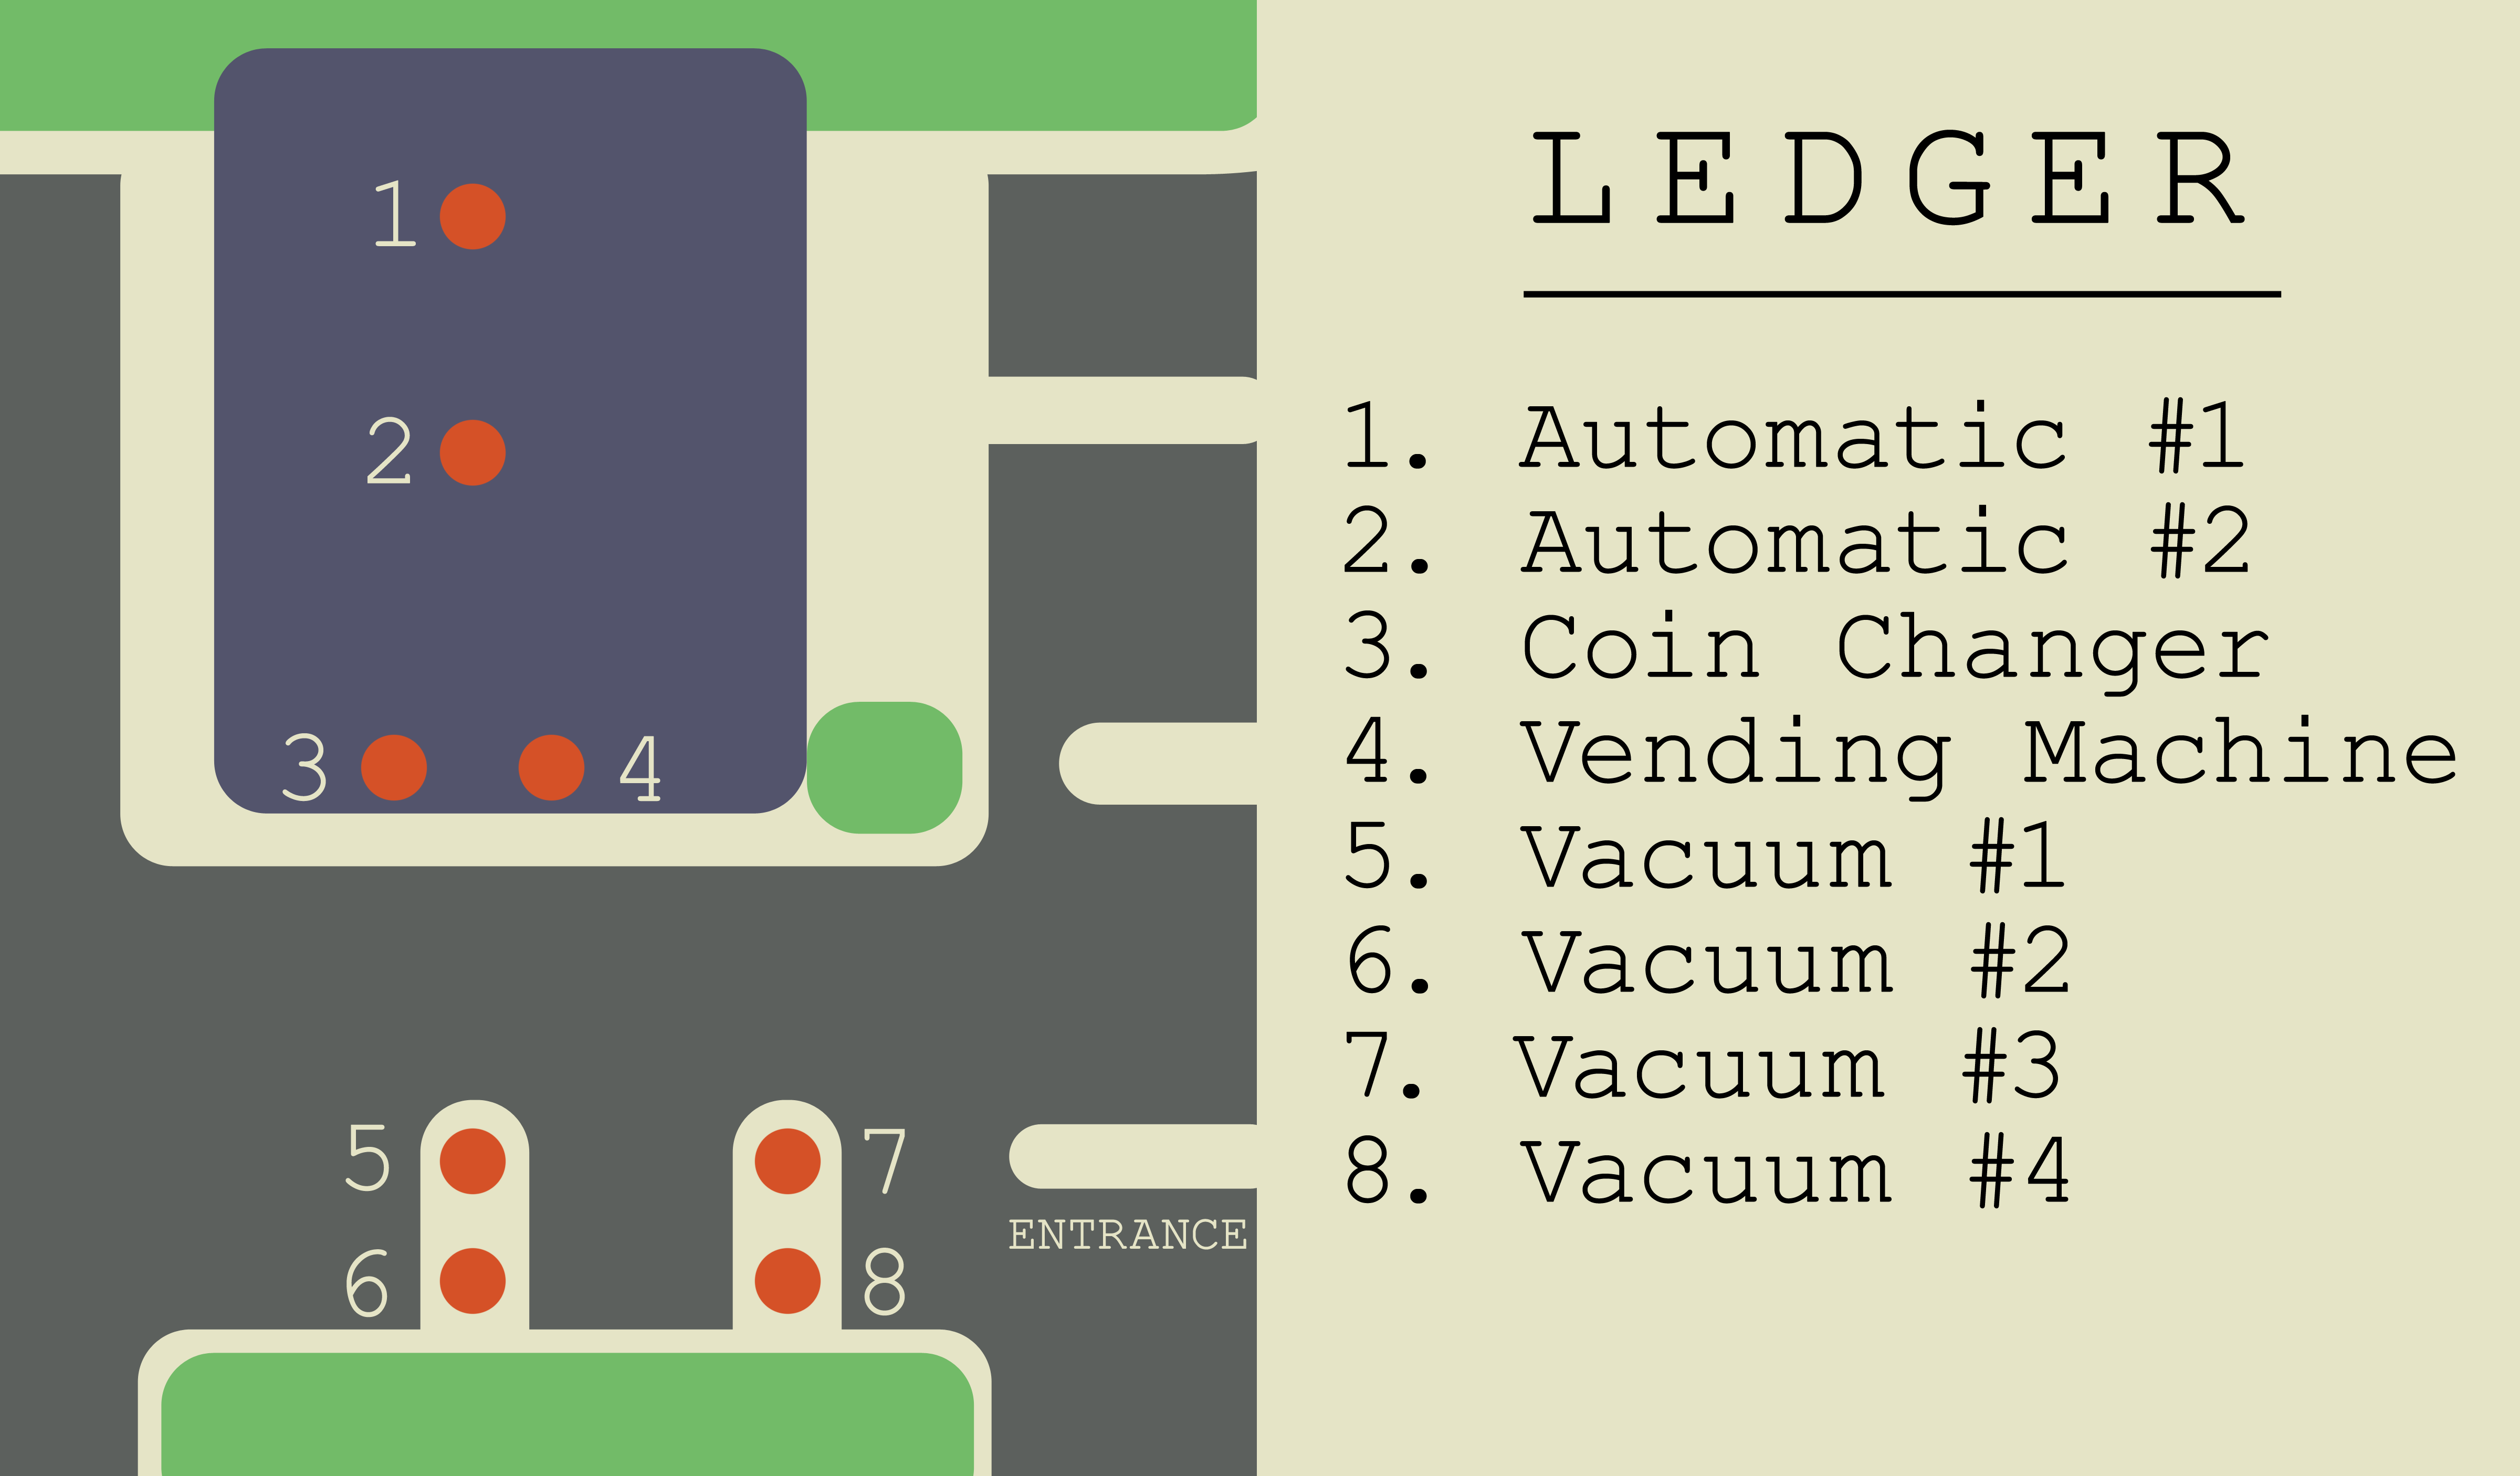 1
2
3 4
5 7
ENTRANCE
6 8
LEDGER
1. Automatic #1
2. Automatic #2
3. Coin Changer
4. Vending Machine
5. Vacuum #1
6. Vacuum #2
7. Vacuum #3
8. Vacuum #4